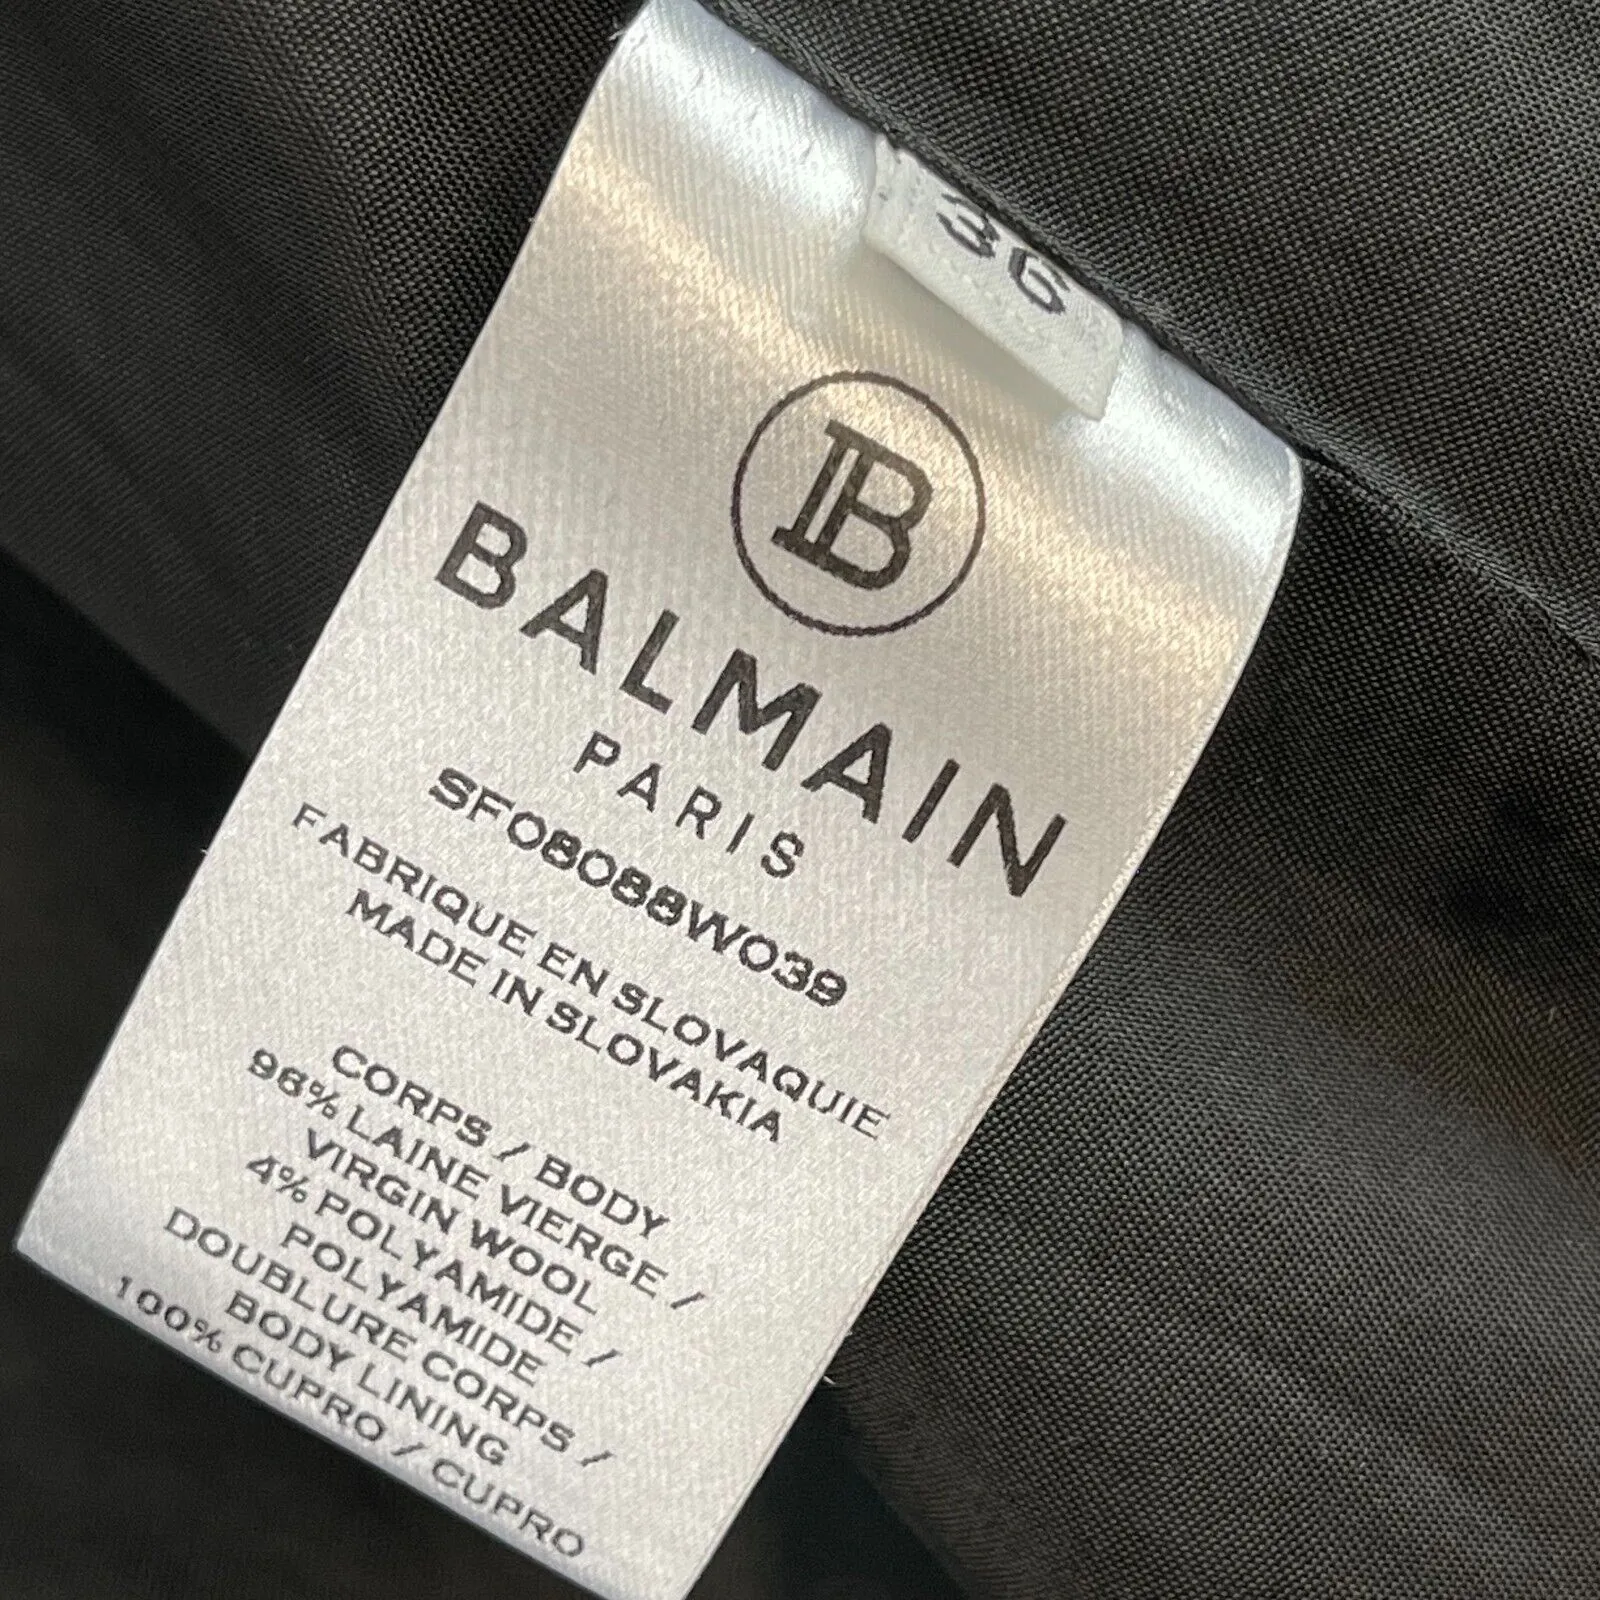 36
B
BALMAIN
PARIS
SF08088W039
FABRIQUE EN SLOVAQUIE
MADE IN SLOVAKIA
CORPS / BODY
96% LAINE VIERGE /
VIRGIN WOOL
4% POLYAMIDE /
POLYAMIDE
DOUBLURE CORPS /
BODY LINING
100% CUPRO / CUPRO